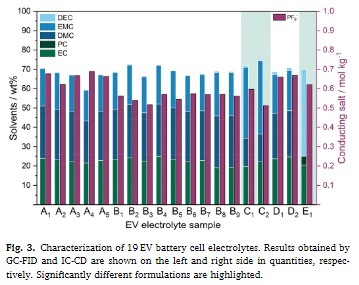 100
90
80
70
60
50
40
30
20
10
Solvents / wt%
DEC
EMC
DMC
PC
EC
PF₆
1.0
0.9
0.8
0.7
0.6
0.5
0.4
0.3
0.2
0.1
Conducting salt / mol kg⁻¹
A₁ A₂ A₃ A₄ A₅ B₁ B₂ B₃ B₄ B₅ B₆ B₇ B₈ B₉ C₁ C₂ D₁ D₂ E₁
EV electrolyte sample
Fig. 3. Characterization of 19 EV battery cell electrolytes. Results obtained by
GC-FID and IC-CD are shown on the left and right side in quantities, respec-
tively. Significantly different formulations are highlighted.